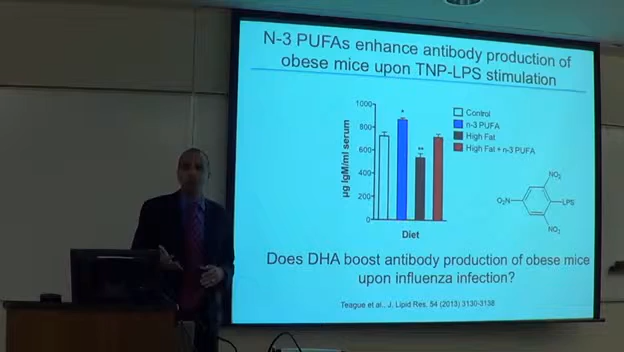 N-3 PUFAs enhance antibody production of
obese mice upon TNP-LPS stimulation
1000
800
600
400
200
0
µg IgM/ml serum
*
**
Diet
Control
n-3 PUFA
High Fat
High Fat + n-3 PUFA
NO₂
O₂N
LPS
NO₂
Does DHA boost antibody production of obese mice
upon influenza infection?
Teague et al., J. Lipid Res. 54 (2013) 3130-3138